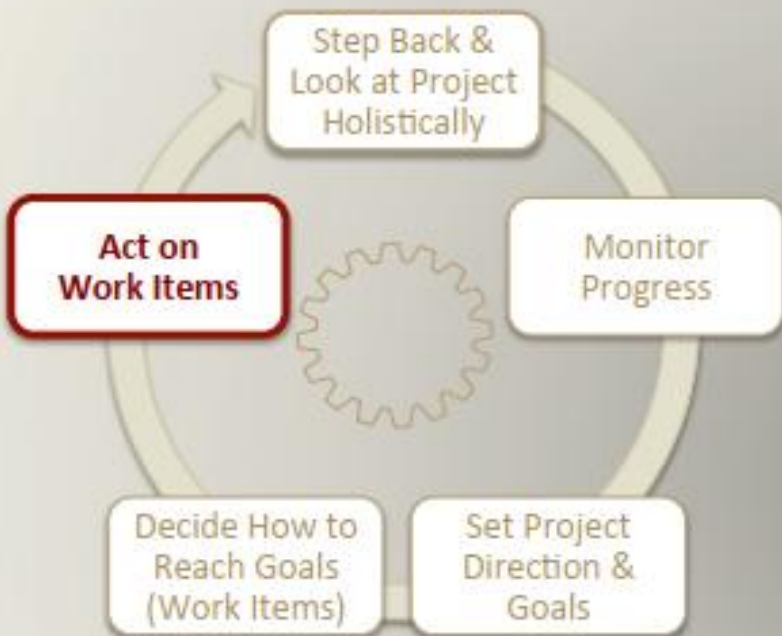 Step Back &
Look at Project
Holistically
Monitor
Progress
Set Project
Direction &
Goals
Decide How to
Reach Goals
(Work Items)
Act on
Work Items